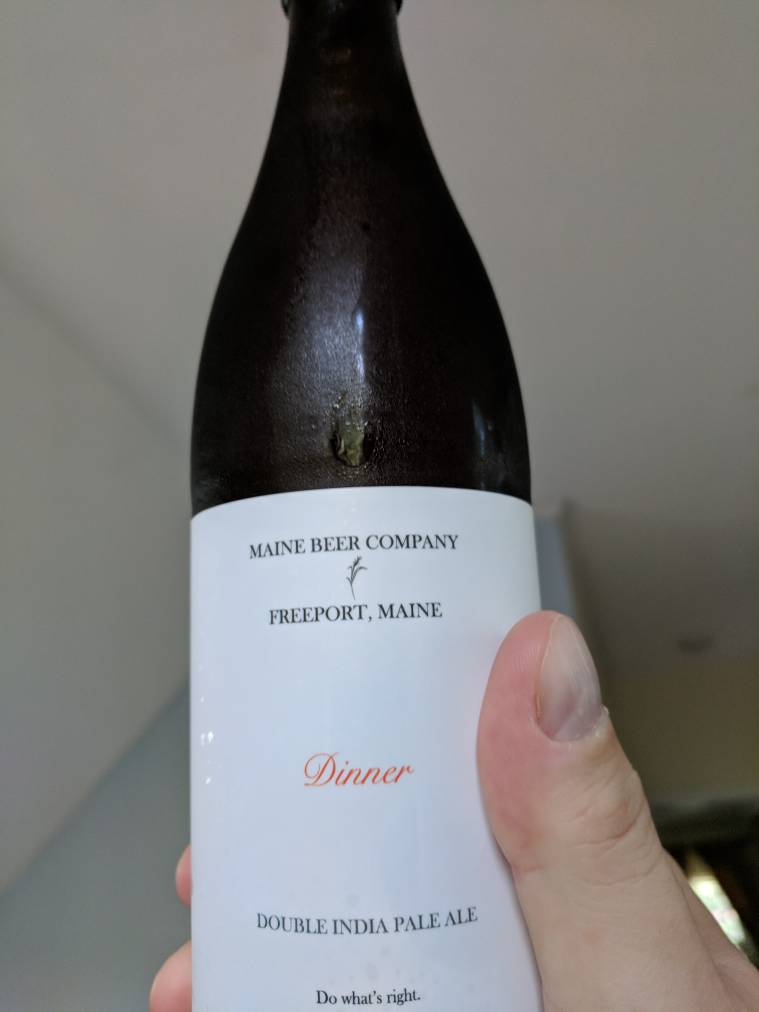 MAINE BEER COMPANY
FREEPORT, MAINE
Dinner
DOUBLE INDIA PALE ALE
Do what's right.